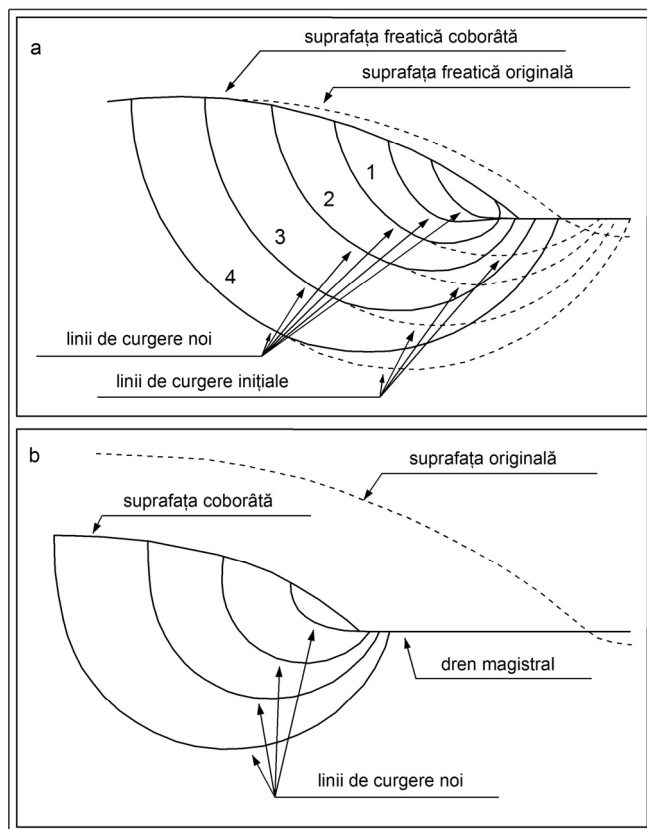 a
suprafața freatică coborâtă
suprafața freatică originală
1
2
3
4
linii de curgere noi
linii de curgere inițiale
b
suprafața originală
suprafața coborâtă
dren magistral
linii de curgere noi